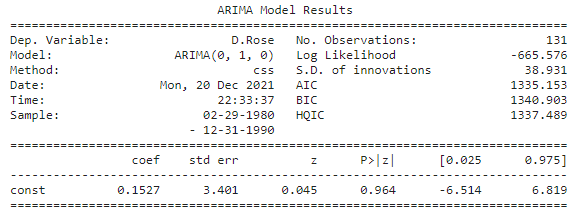 ARIMA Model Results
==============================================================================
Dep. Variable: D.Rose No. Observations: 131
Model: ARIMA(0, 1, 0) Log Likelihood -665.576
Method: css S.D. of innovations 38.931
Date: Mon, 20 Dec 2021 AIC 1335.153
Time: 22:33:37 BIC 1340.903
Sample: 02-29-1980 HQIC 1337.489
- 12-31-1990
==============================================================================
coef std err z P>|z| [0.025 0.975]
------------------------------------------------------------------------------
const 0.1527 3.401 0.045 0.964 -6.514 6.819
==============================================================================